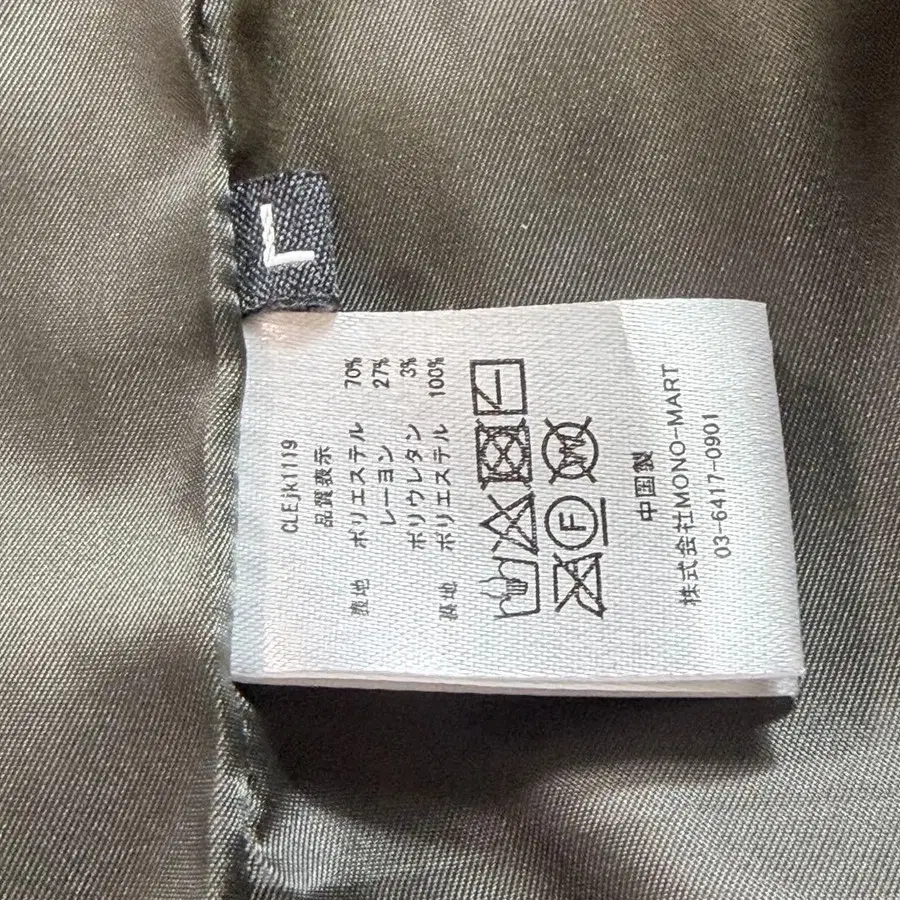 L
CLEjk1119
品質表示
表地 ポリエステル 70%
レーヨン 27%
ポリウレタン 3%
裏地 ポリエステル 100%
F W
中国製
株式会社MONO-MART
03-6417-0901